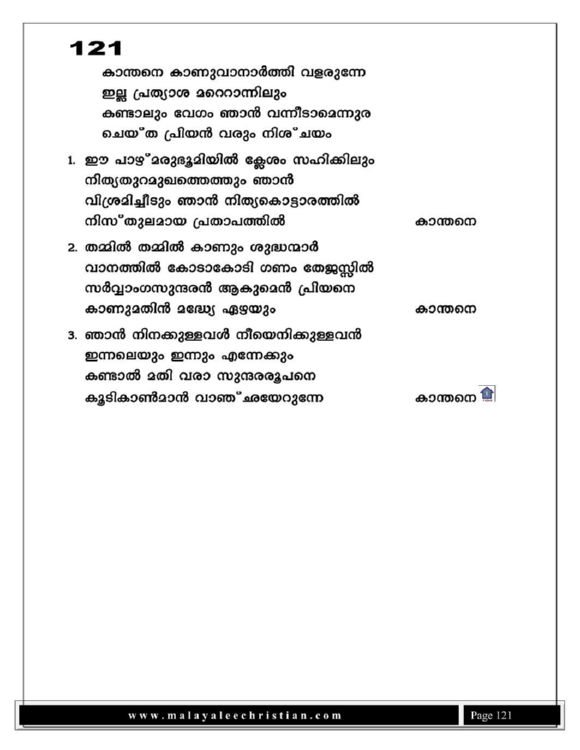 121
കാന്തനെ കാണുവാനാർത്തി വളരുന്നേ
ഇല്ല പ്രത്യാശ മറെറാന്നിലും
കണ്ടാലും വേഗം ഞാൻ വന്നീടാമെന്നുര
ചെയ്ത പ്രിയൻ വരും നിശ്ചയം
1. ഈ പാഴ്മരുഭൂമിയിൽ ക്ലേശം സഹിക്കിലും
നിത്യതുറമുഖത്തെത്തും ഞാൻ
വിശ്രമിച്ചീടും ഞാൻ നിത്യകൊട്ടാരത്തിൽ
നിസ്തുലമായ പ്രതാപത്തിൽ കാന്തനെ
2. തമ്മിൽ തമ്മിൽ കാണും ശുദ്ധന്മാർ
വാനത്തിൽ കോടാകോടി ഗണം തേജസ്സിൽ
സർവ്വാംഗസുന്ദരൻ ആകുമെൻ പ്രിയനെ
കാണുമതിൻ മദ്ധ്യേ ഏഴയും കാന്തനെ
3. ഞാൻ നിനക്കുള്ളവൾ നീയെനിക്കുള്ളവൻ
ഇന്നലെയും ഇന്നും എന്നേക്കും
കണ്ടാൽ മതി വരാ സുന്ദരരൂപനെ
കൂടികാൺമാൻ വാഞ്ഛയേറുന്നേ കാന്തനെ
www.malayaleechristian.com Page 121